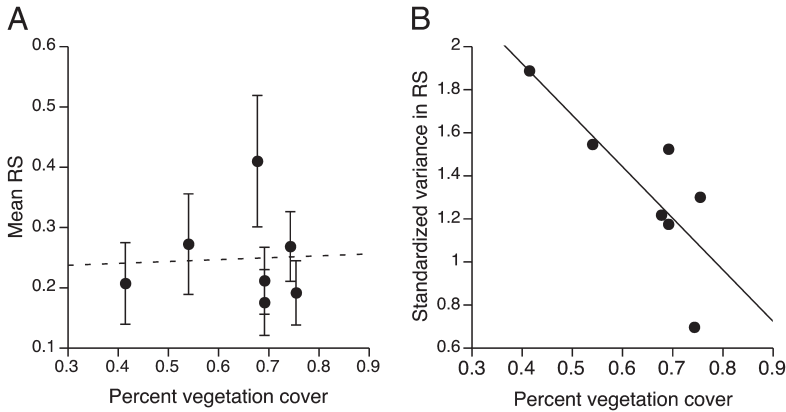 A
0.6
0.5
0.4
0.3
0.2
0.1
Mean RS
0.3 0.4 0.5 0.6 0.7 0.8 0.9
Percent vegetation cover
B
2
1.8
1.6
1.4
1.2
1
0.8
0.6
Standardized variance in RS
0.3 0.4 0.5 0.6 0.7 0.8 0.9
Percent vegetation cover